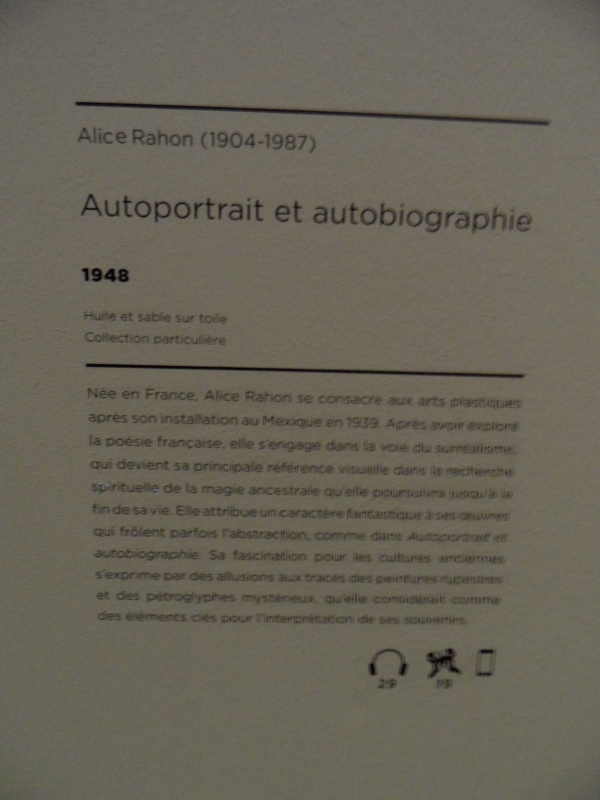 Alice Rahon (1904-1987)
Autoportrait et autobiographie
1948
Huile et sable sur toile
Collection particulière
Née en France, Alice Rahon se consacre aux arts plastiques
après son installation au Mexique en 1939. Après avoir exploré
la poésie française, elle s'engage dans la voie du surréalisme,
qui devient sa principale référence visuelle dans la recherche
spirituelle de la magie ancestrale qu'elle poursuivra jusqu'à la
fin de sa vie. Elle attribue un caractère fantastique à ses œuvres
qui frôlent parfois l'abstraction, comme dans Autoportrait et
autobiographie. Sa fascination pour les cultures anciennes
s'exprime par des allusions aux tracés des peintures rupestres
et des pétroglyphes mystérieux, qu'elle considérait comme
des éléments clés pour l'interprétation de ses souvenirs.